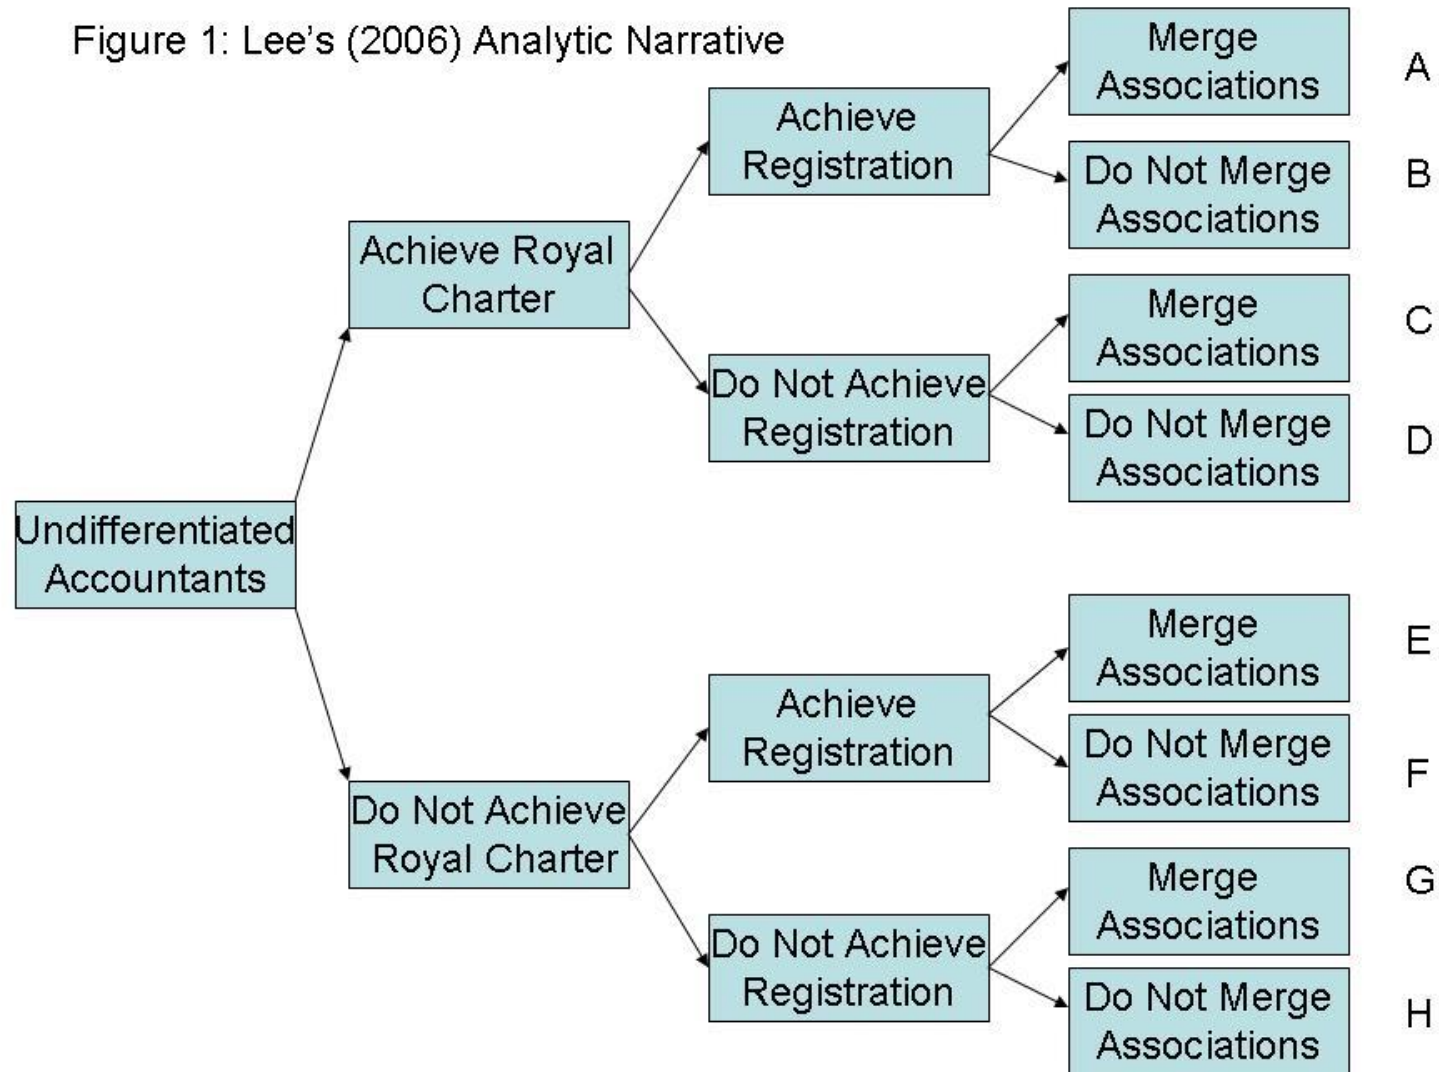 Figure 1: Lee's (2006) Analytic Narrative
Merge
Associations
A
Achieve
Registration
Do Not Merge
Associations
B
Achieve Royal
Charter
Merge
Associations
C
Do Not Achieve
Registration
Do Not Merge
Associations
D
Undifferentiated
Accountants
Merge
Associations
E
Achieve
Registration
Do Not Merge
Associations
F
Do Not Achieve
Royal Charter
Merge
Associations
G
Do Not Achieve
Registration
Do Not Merge
Associations
H